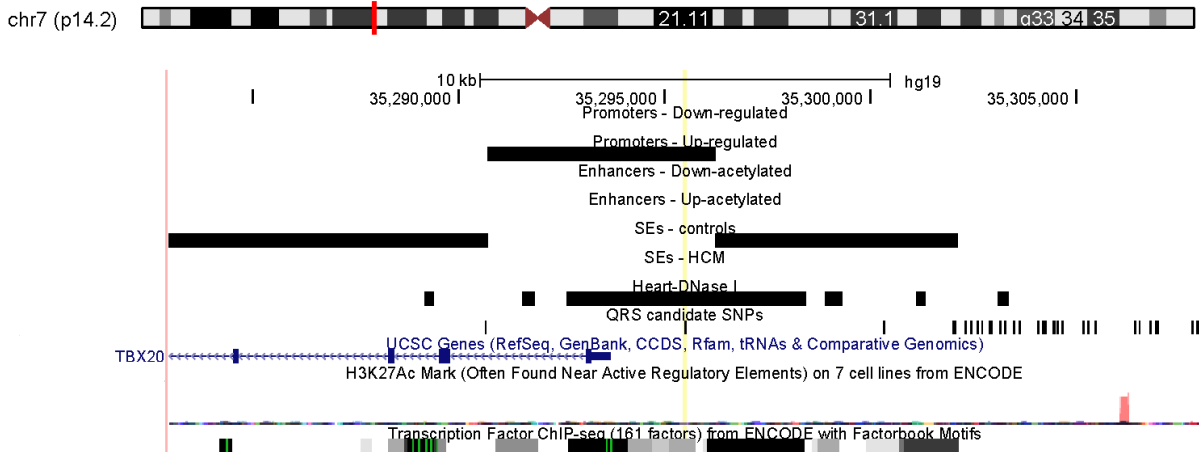 chr7 (p14.2) 21.11 31.1 q33 34 35
10 kb hg19
35,290,000 35,295,000 35,300,000 35,305,000
Promoters - Down-regulated
Promoters - Up-regulated
Enhancers - Down-acetylated
Enhancers - Up-acetylated
SEs - controls
SEs - HCM
Heart-DNase I
QRS candidate SNPs
UCSC Genes (RefSeq, GenBank, CCDS, Rfam, tRNAs & Comparative Genomics)
TBX20
H3K27Ac Mark (Often Found Near Active Regulatory Elements) on 7 cell lines from ENCODE
Transcription Factor ChIP-seq (161 factors) from ENCODE with Factorbook Motifs